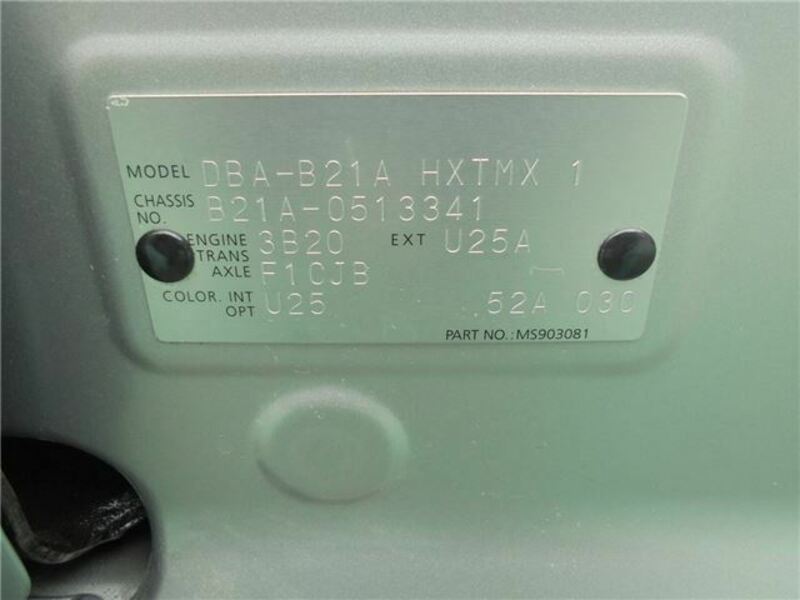 MODEL DBA-B21A HXTMX 1
CHASSIS NO. B21A-0513341
ENGINE 3B20 EXT U25A
TRANS AXLE F1CJB
COLOR. INT OPT U25 52A 030
PART NO.: MS903081